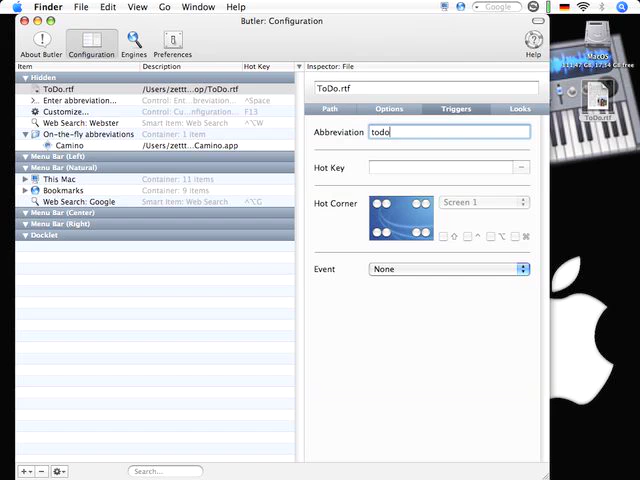 Finder File Edit View Go Window Help
Google
Butler: Configuration
About Butler Configuration Engines Preferences Help
Item Description Hot Key Inspector: File
Hidden
ToDo.rtf /Users/zett...op/ToDo.rtf
Enter abbreviation... Control: Ent...breviation... ^Space
Customize... Control: Cu...nfiguration... F13
Web Search: Webster Smart Item: Web Search ^⌥W
On-the-fly abbreviations Container: 1 item
Camino /Users/zett...Camino.app
Menu Bar (Left)
Menu Bar (Natural)
This Mac Container: 11 items
Bookmarks Container: 9 items
Web Search: Google Smart Item: Web Search ^⌥G
Menu Bar (Center)
Menu Bar (Right)
Docklet
Search...
ToDo.rtf
Path Options Triggers Looks
Abbreviation todo
Hot Key
Hot Corner Screen 1
⇧ ^ ⌥ ⌘
Event None
MacOS
ToDo.rtf